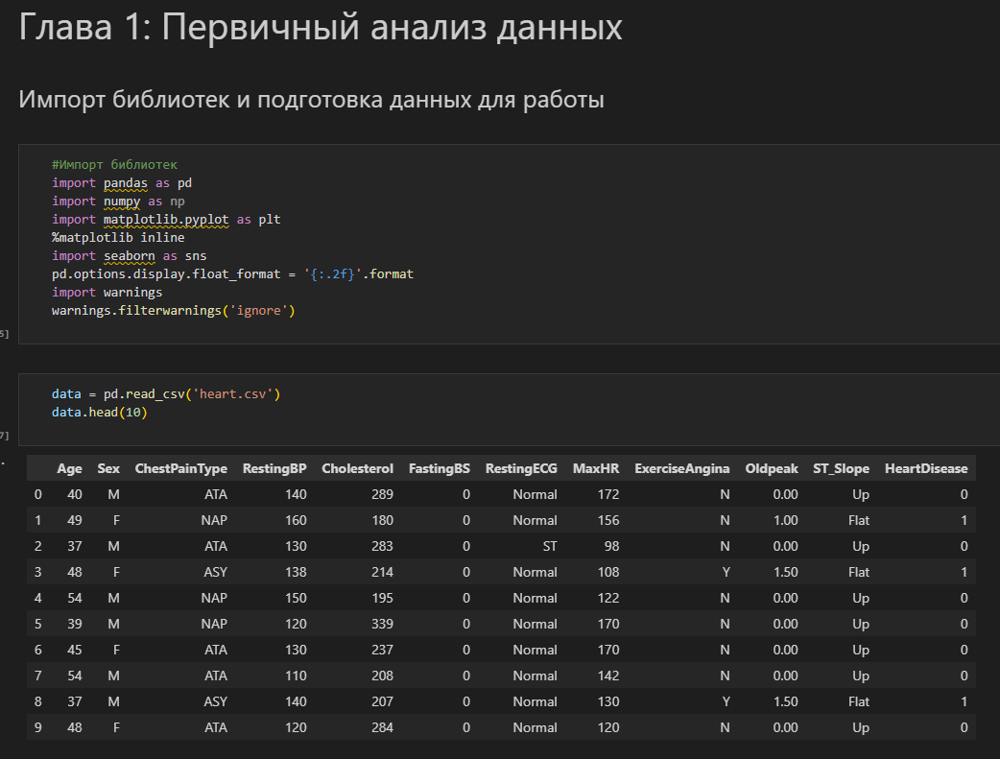 Глава 1: Первичный анализ данных
Импорт библиотек и подготовка данных для работы
#Импорт библиотек
import pandas as pd
import numpy as np
import matplotlib.pyplot as plt
%matplotlib inline
import seaborn as sns
pd.options.display.float_format = '{:.2f}'.format
import warnings
warnings.filterwarnings('ignore')
5]
data = pd.read_csv('heart.csv')
data.head(10)
7]
Age Sex ChestPainType RestingBP Cholesterol FastingBS RestingECG MaxHR ExerciseAngina Oldpeak ST_Slope HeartDisease
0 40 M ATA 140 289 0 Normal 172 N 0.00 Up 0
1 49 F NAP 160 180 0 Normal 156 N 1.00 Flat 1
2 37 M ATA 130 283 0 ST 98 N 0.00 Up 0
3 48 F ASY 138 214 0 Normal 108 Y 1.50 Flat 1
4 54 M NAP 150 195 0 Normal 122 N 0.00 Up 0
5 39 M NAP 120 339 0 Normal 170 N 0.00 Up 0
6 45 F ATA 130 237 0 Normal 170 N 0.00 Up 0
7 54 M ATA 110 208 0 Normal 142 N 0.00 Up 0
8 37 M ASY 140 207 0 Normal 130 Y 1.50 Flat 1
9 48 F ATA 120 284 0 Normal 120 N 0.00 Up 0